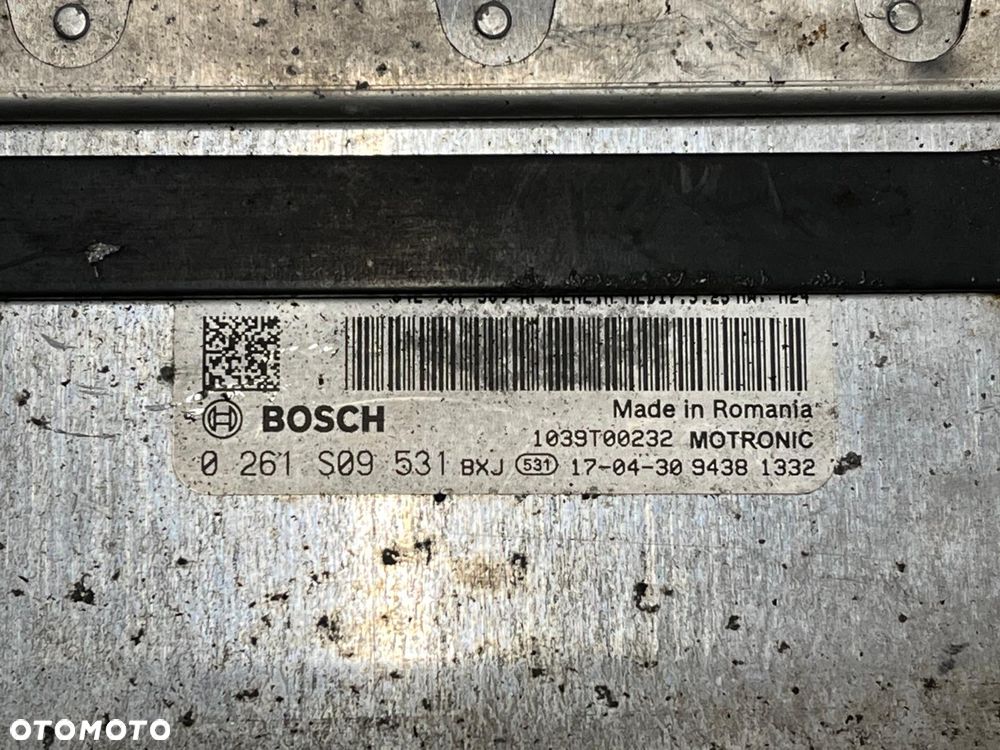 BOSCH
Made in Romania
1039T00232 MOTRONIC
0 261 S09 531 BXJ 531 17-04-30 9438 1332
OTOMOTO